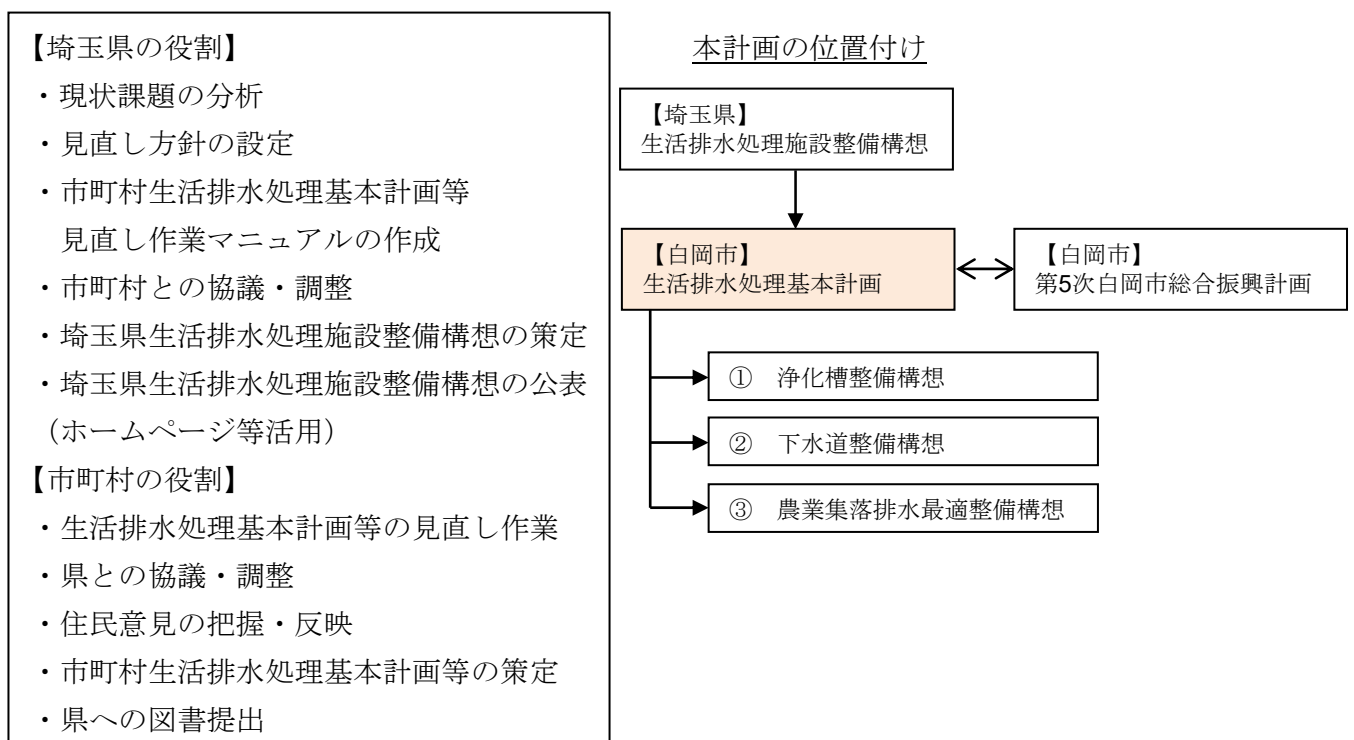 【埼玉県の役割】
・現状課題の分析
・見直し方針の設定
・市町村生活排水処理基本計画等
見直し作業マニュアルの作成
・市町村との協議・調整
・埼玉県生活排水処理施設整備構想の策定
・埼玉県生活排水処理施設整備構想の公表
（ホームページ等活用）
【市町村の役割】
・生活排水処理基本計画等の見直し作業
・県との協議・調整
・住民意見の把握・反映
・市町村生活排水処理基本計画等の策定
・県への図書提出
本計画の位置付け
【埼玉県】
生活排水処理施設整備構想
【白岡市】
生活排水処理基本計画
【白岡市】
第5次白岡市総合振興計画
① 浄化槽整備構想
② 下水道整備構想
③ 農業集落排水最適整備構想